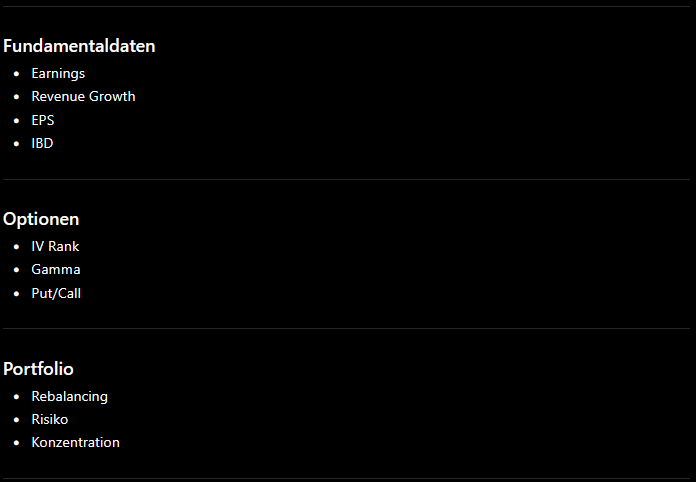 Fundamentaldaten
Earnings
Revenue Growth
EPS
IBD
Optionen
IV Rank
Gamma
Put/Call
Portfolio
Rebalancing
Risiko
Konzentration